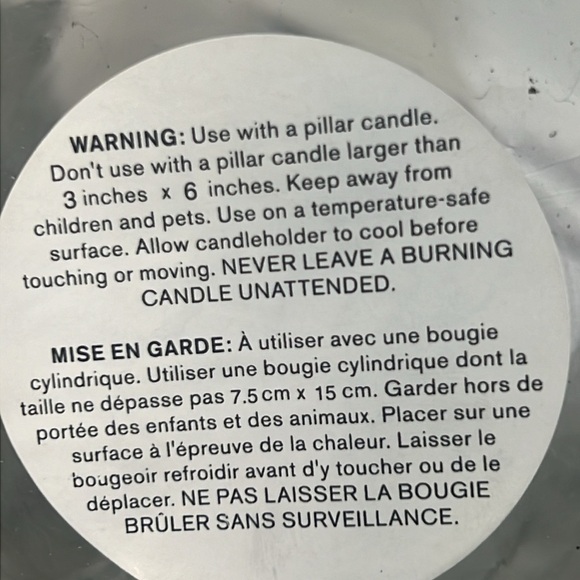 WARNING: Use with a pillar candle.
Don't use with a pillar candle larger than
3 inches x 6 inches. Keep away from
children and pets. Use on a temperature-safe
surface. Allow candleholder to cool before
touching or moving. NEVER LEAVE A BURNING
CANDLE UNATTENDED.
MISE EN GARDE: À utiliser avec une bougie
cylindrique. Utiliser une bougie cylindrique dont la
taille ne dépasse pas 7.5 cm x 15 cm. Garder hors de
portée des enfants et des animaux. Placer sur une
surface à l'épreuve de la chaleur. Laisser le
bougeoir refroidir avant d'y toucher ou de le
déplacer. NE PAS LAISSER LA BOUGIE
BRÛLER SANS SURVEILLANCE.